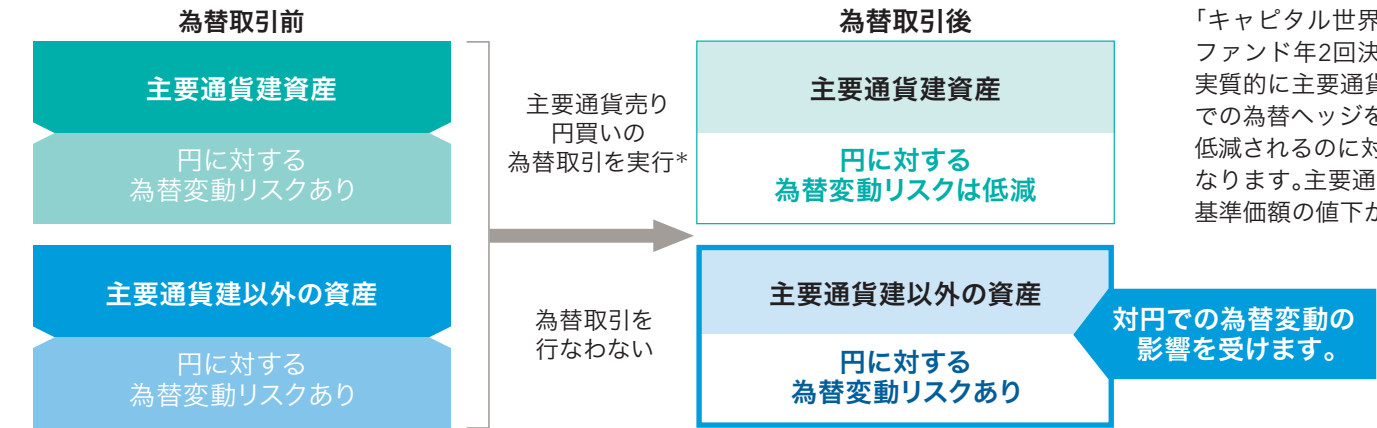 為替取引前
主要通貨建資産
円に対する
為替変動リスクあり
主要通貨建以外の資産
円に対する
為替変動リスクあり
主要通貨売り
円買いの
為替取引を実行*
為替取引を
行なわない
為替取引後
主要通貨建資産
円に対する
為替変動リスクは低減
主要通貨建以外の資産
円に対する
為替変動リスクあり
対円での為替変動の
影響を受けます。
「キャピタル世界
ファンド年2回決
実質的に主要通貨
での為替ヘッジを
低減されるのに対
なります。主要通
基準価額の値下が